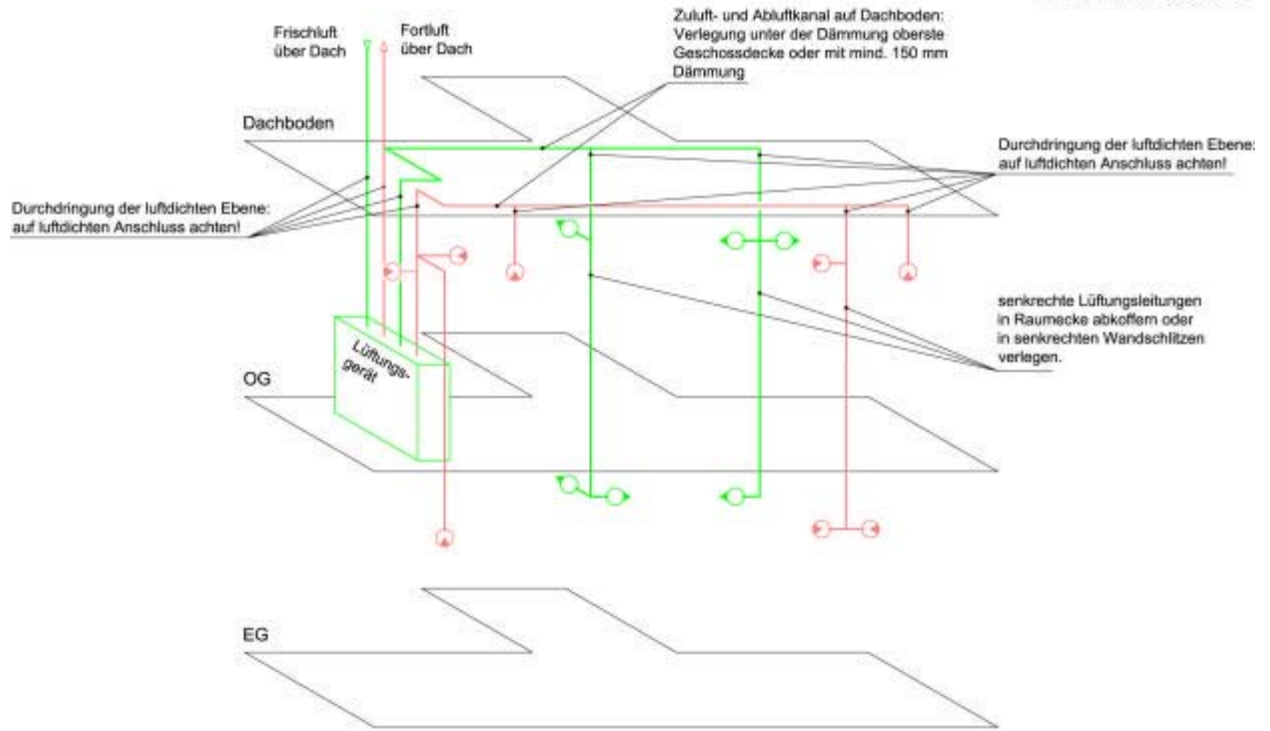 Frischluft
über Dach
Fortluft
über Dach
Zuluft- und Abluftkanal auf Dachboden:
Verlegung unter der Dämmung oberste
Geschossdecke oder mit mind. 150 mm
Dämmung
Dachboden
Durchdringung der luftdichten Ebene:
auf luftdichten Anschluss achten!
Durchdringung der luftdichten Ebene:
auf luftdichten Anschluss achten!
senkrechte Lüftungsleitungen
in Raumecke abkoffern oder
in senkrechten Wandschlitzen
verlegen.
Lüftungs-
gerät
OG
EG